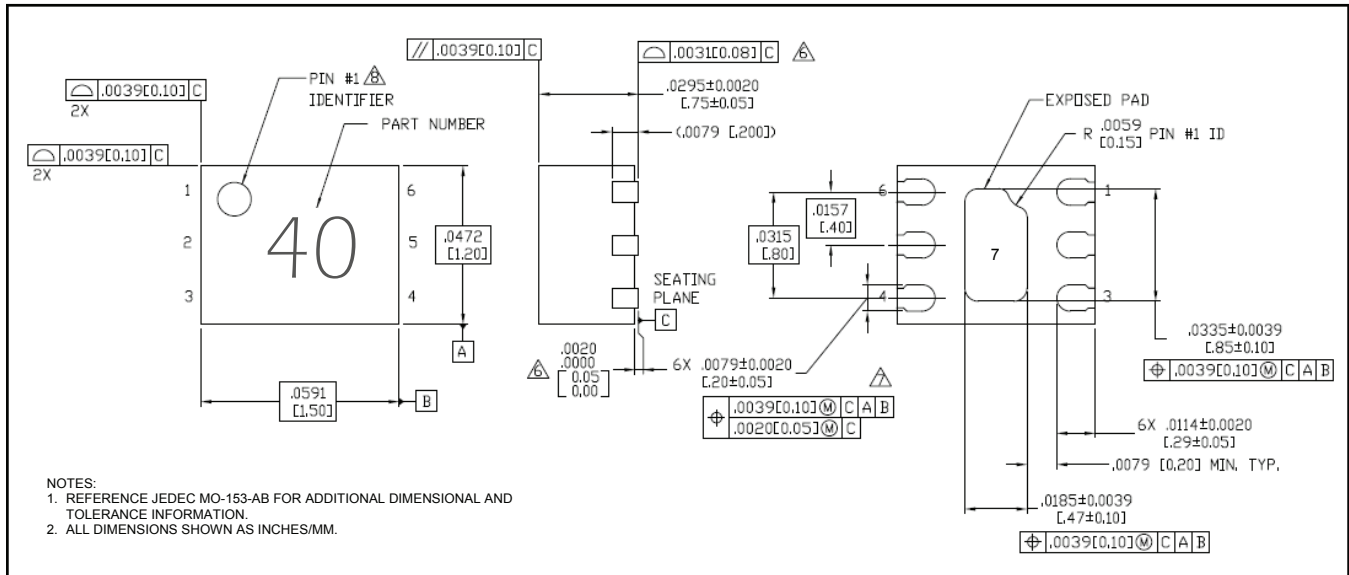 // .0039[0.10] C
⌓ .0031[0.08] C 6
⌓ .0039[0.10] C
2X
PIN #1 8
IDENTIFIER
PART NUMBER
.0295±0.0020
[.75±0.05]
(.0079 [.200])
EXPOSED PAD
R .0059
[0.15] PIN #1 ID
⌓ .0039[0.10] C
2X
1
2
3
40
6
5
4
.0472
[1.20]
A
.0591
[1.50]
B
SEATING
PLANE
C
6 .0020
.0000
[0.05
0.00]
.0315
[.80]
.0157
[.40]
6
4
7
1
3
6X .0079±0.0020
[.20±0.05] 7
⌖ .0039[0.10]Ⓜ C A B
.0020[0.05]Ⓜ C
.0335±0.0039
[.85±0.10]
⌖ .0039[0.10]Ⓜ C A B
6X .0114±0.0020
[.29±0.05]
.0079 [0.20] MIN. TYP.
.0185±0.0039
[.47±0.10]
⌖ .0039[0.10]Ⓜ C A B
NOTES:
1. REFERENCE JEDEC MO-153-AB FOR ADDITIONAL DIMENSIONAL AND
TOLERANCE INFORMATION.
2. ALL DIMENSIONS SHOWN AS INCHES/MM.